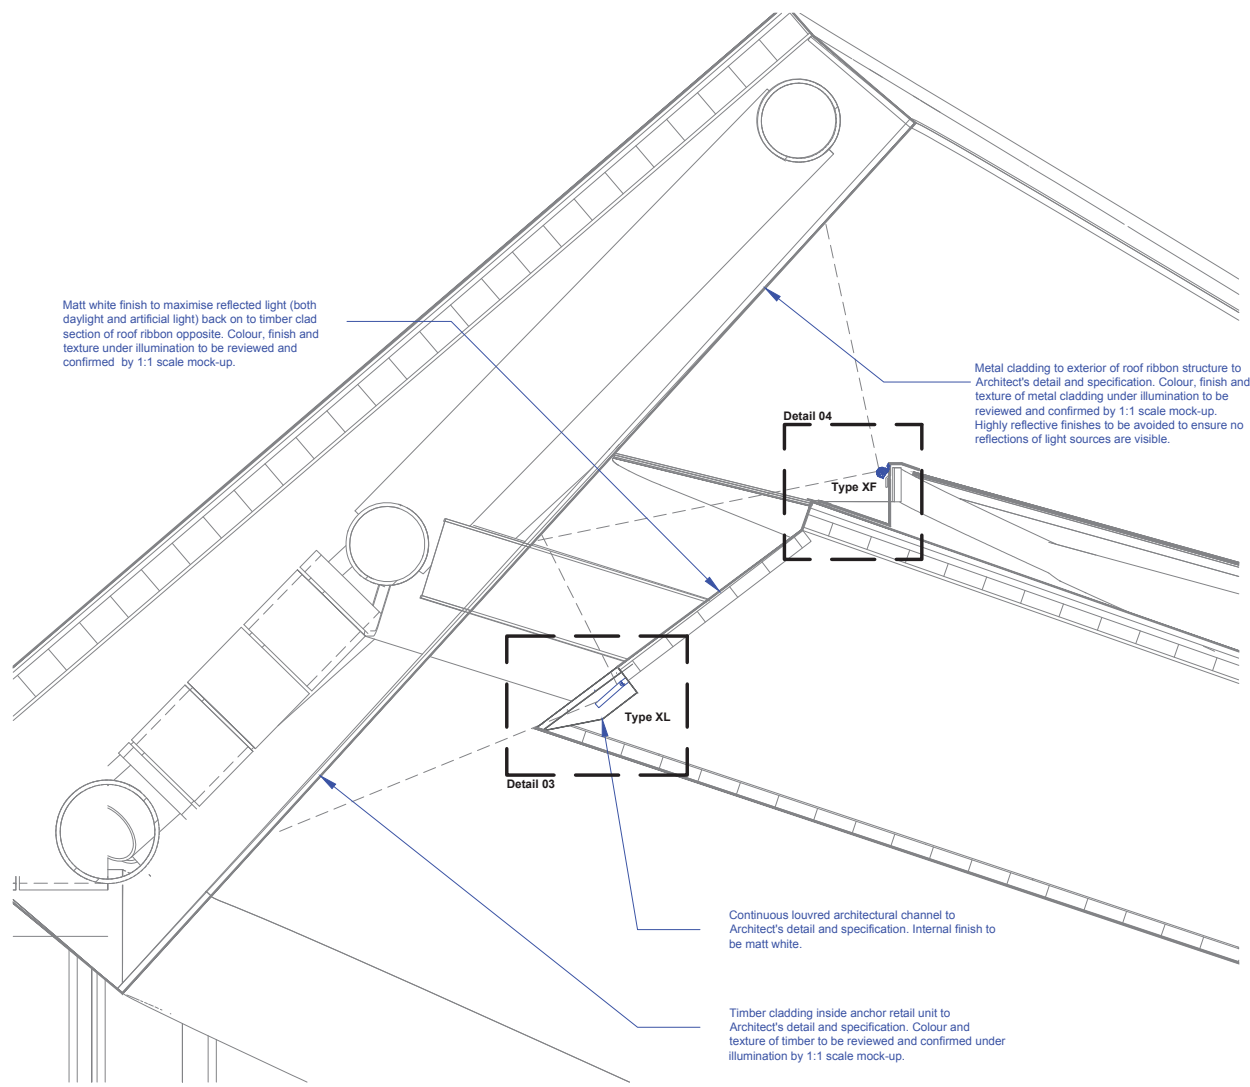 Matt white finish to maximise reflected light (both
daylight and artificial light) back on to timber clad
section of roof ribbon opposite. Colour, finish and
texture under illumination to be reviewed and
confirmed  by 1:1 scale mock-up.
Metal cladding to exterior of roof ribbon structure to
Architect's detail and specification. Colour, finish and
texture of metal cladding under illumination to be
reviewed and confirmed by 1:1 scale mock-up.
Highly reflective finishes to be avoided to ensure no
reflections of light sources are visible.
Detail 04
Type XF
Type XL
Detail 03
Continuous louvred architectural channel to
Architect's detail and specification. Internal finish to
be matt white.
Timber cladding inside anchor retail unit to
Architect's detail and specification. Colour and
texture of timber to be reviewed and confirmed under
illumination by 1:1 scale mock-up.